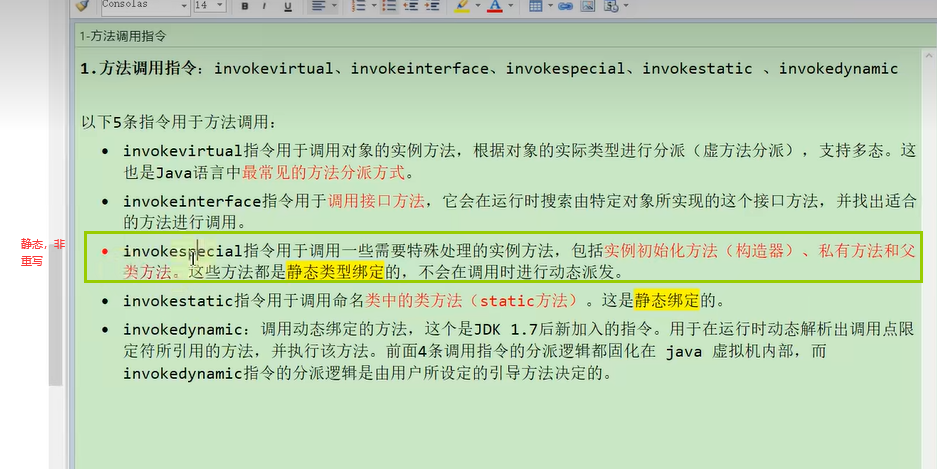 Consolas 14 B I U A
1-方法调用指令
1.方法调用指令：invokevirtual、invokeinterface、invokespecial、invokestatic 、invokedynamic
以下5条指令用于方法调用：
• invokevirtual指令用于调用对象的实例方法，根据对象的实际类型进行分派（虚方法分派），支持多态。这
也是Java语言中最常见的方法分派方式。
• invokeinterface指令用于调用接口方法，它会在运行时搜索由特定对象所实现的这个接口方法，并找出适合
的方法进行调用。
静态，非
重写
• invokespecial指令用于调用一些需要特殊处理的实例方法，包括实例初始化方法（构造器）、私有方法和父
类方法。这些方法都是静态类型绑定的，不会在调用时进行动态派发。
• invokestatic指令用于调用命名类中的类方法（static方法）。这是静态绑定的。
• invokedynamic：调用动态绑定的方法，这个是JDK 1.7后新加入的指令。用于在运行时动态解析出调用点限
定符所引用的方法，并执行该方法。前面4条调用指令的分派逻辑都固化在 java 虚拟机内部，而
invokedynamic指令的分派逻辑是由用户所设定的引导方法决定的。